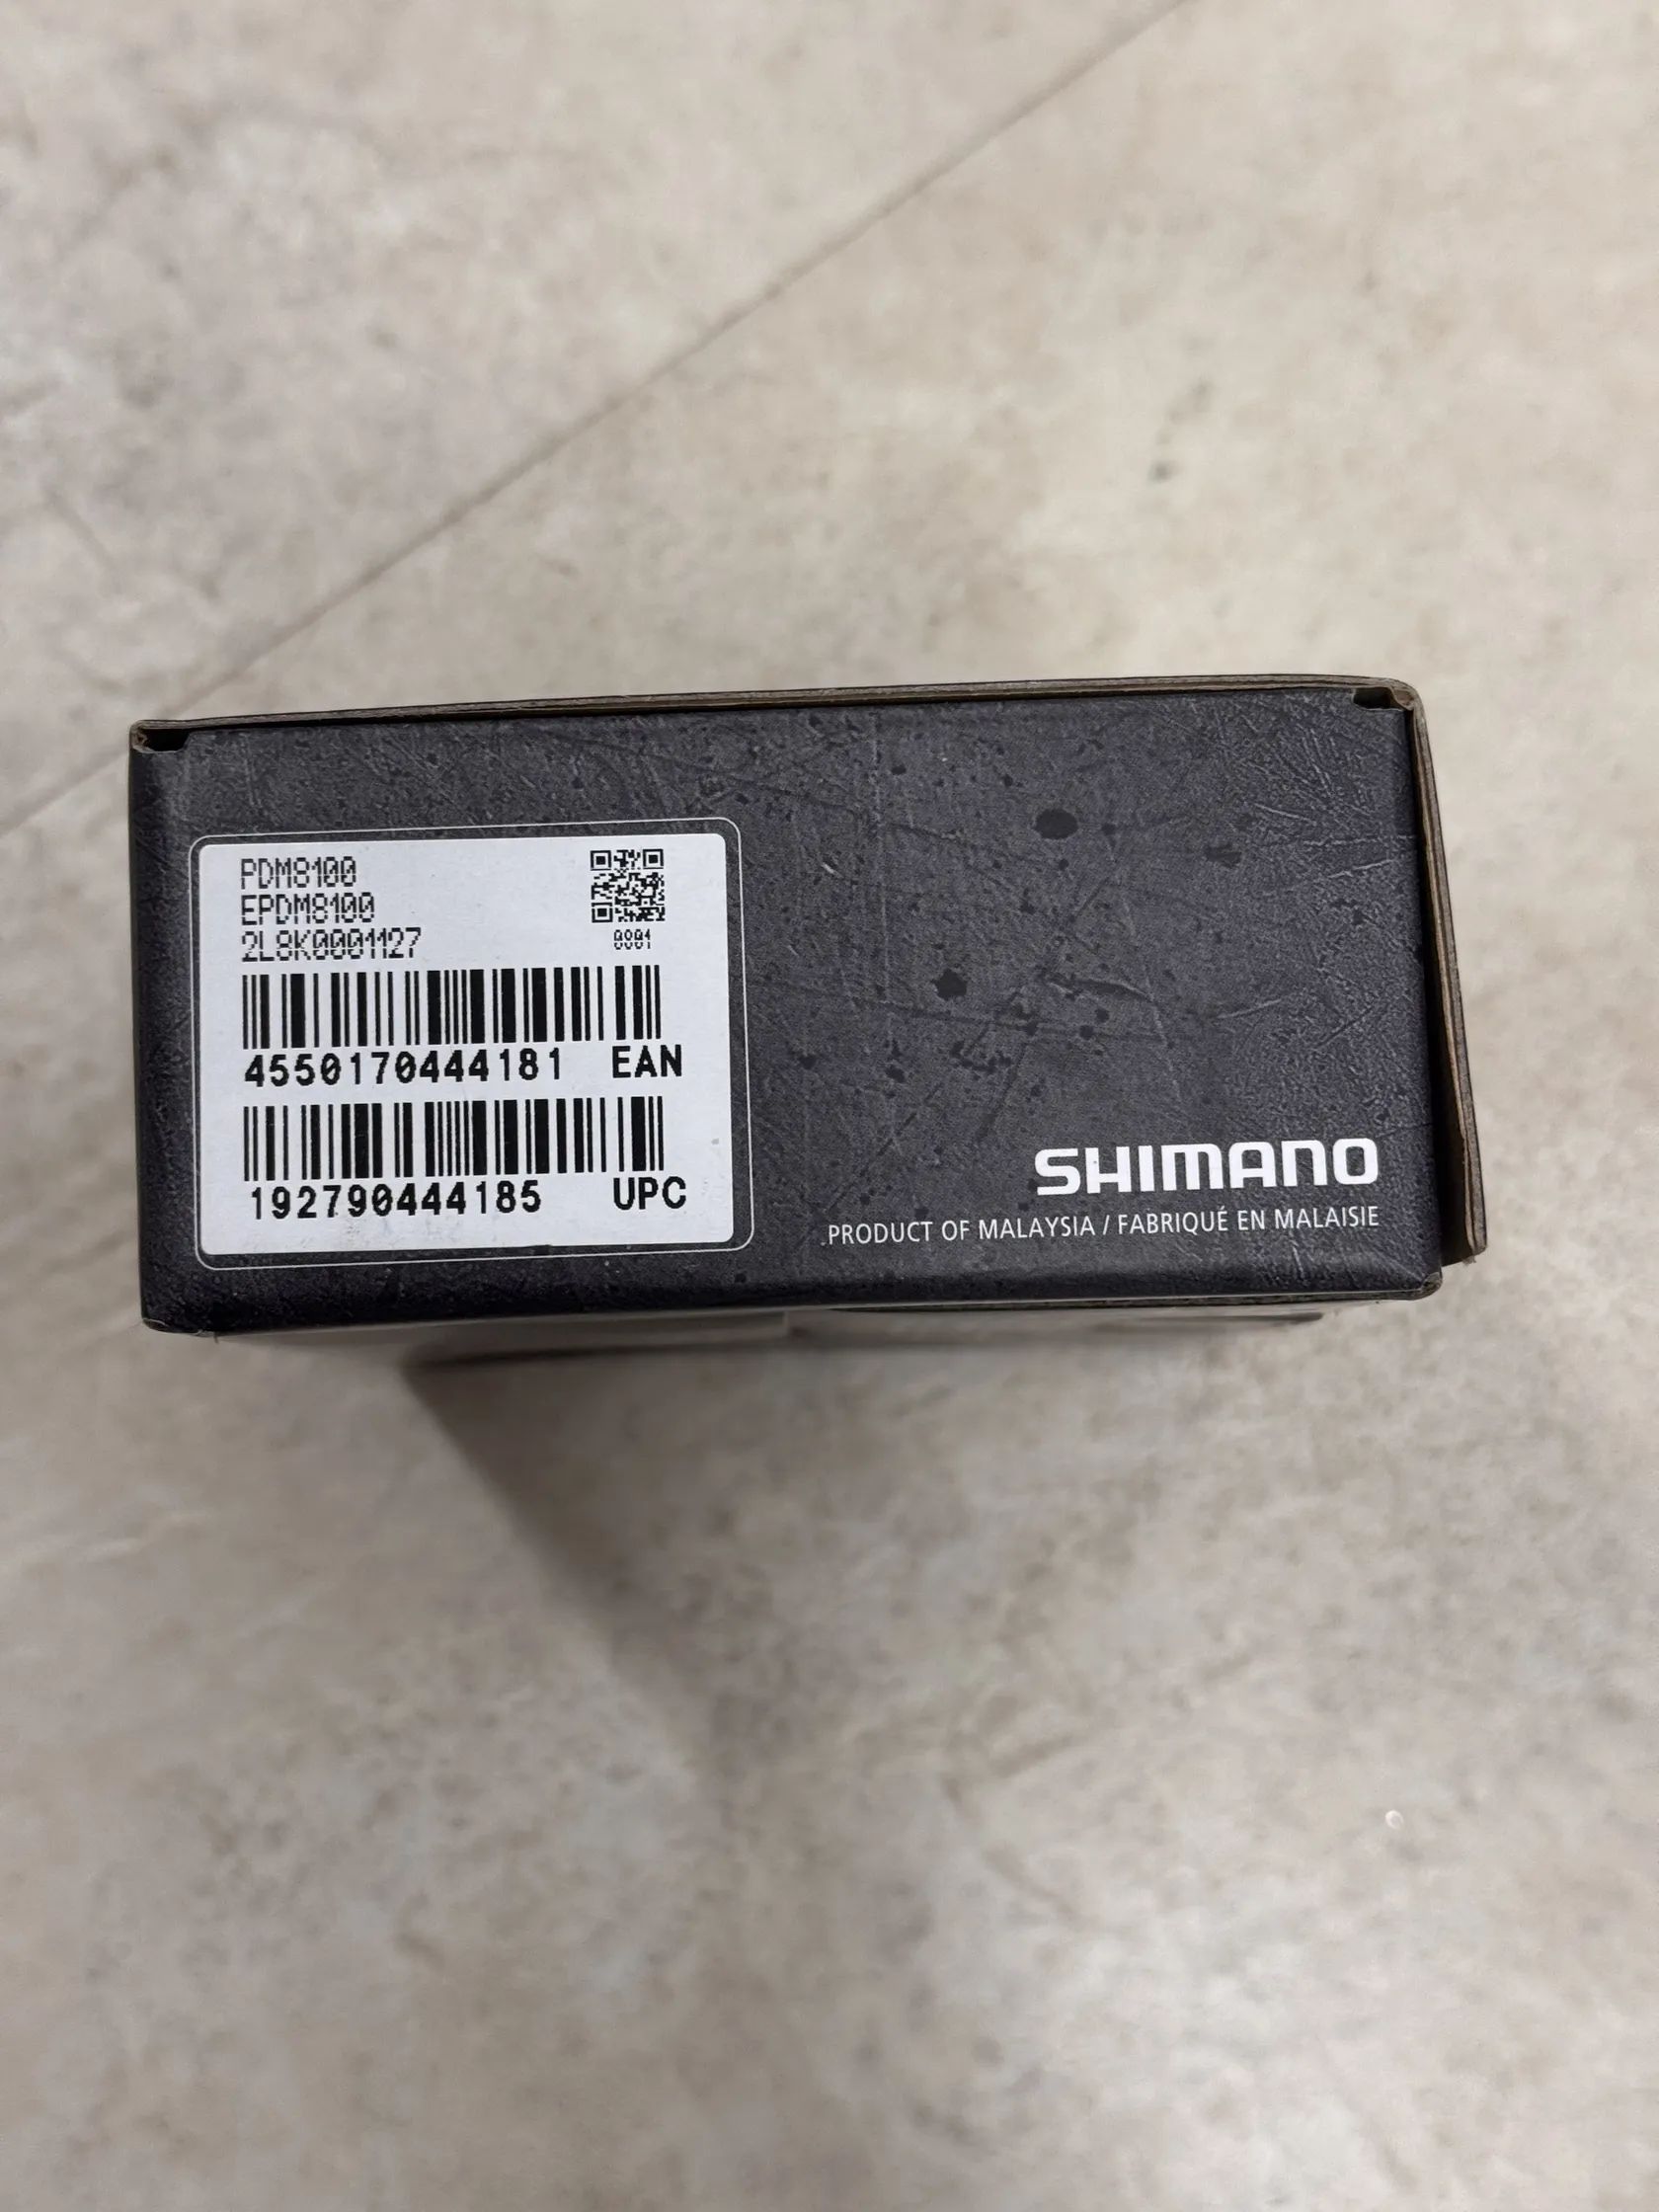 PDM8100
EPDM8100
2L8K0001127
0001
4550170444181 EAN
192790444185 UPC
SHIMANO
PRODUCT OF MALAYSIA / FABRIQUÉ EN MALAISIE